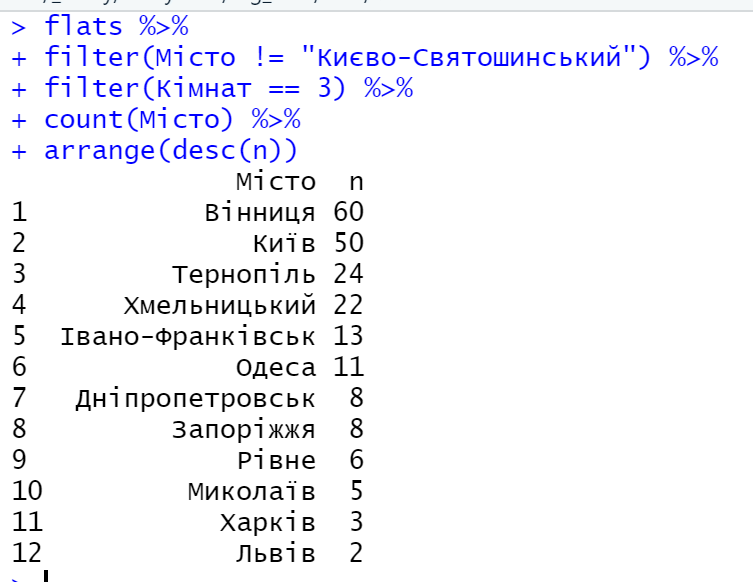 > flats %>%
+ filter(Місто != "Києво-Святошинський") %>%
+ filter(Кімнат == 3) %>%
+ count(Місто) %>%
+ arrange(desc(n))
Місто n
1 Вінниця 60
2 Київ 50
3 Тернопіль 24
4 Хмельницький 22
5 Івано-Франківськ 13
6 Одеса 11
7 Дніпропетровськ 8
8 Запоріжжя 8
9 Рівне 6
10 Миколаїв 5
11 Харків 3
12 Львів 2
>